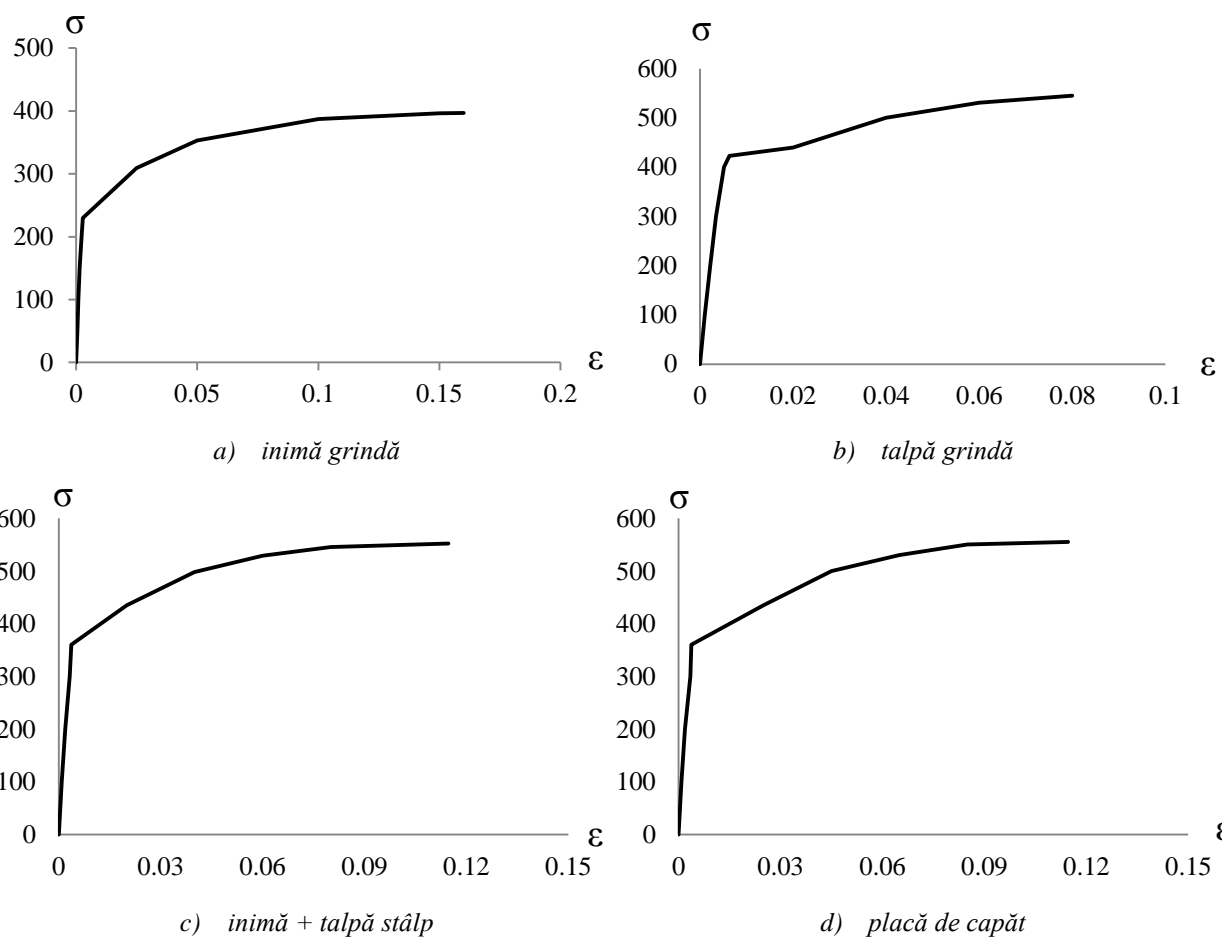 σ
500
400
300
200
100
0
0 0.05 0.1 0.15 0.2
ε
a) inimă grindă
σ
600
500
400
300
200
100
0
0 0.02 0.04 0.06 0.08 0.1
ε
b) talpă grindă
σ
600
500
400
300
200
100
0
0 0.03 0.06 0.09 0.12 0.15
ε
c) inimă + talpă stâlp
σ
600
500
400
300
200
100
0
0 0.03 0.06 0.09 0.12 0.15
ε
d) placă de capăt